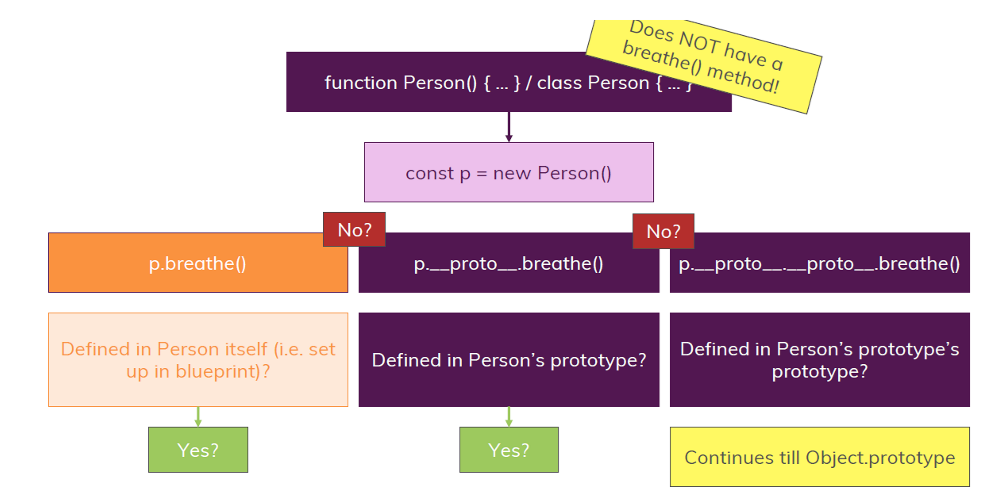 Does NOT have a
breathe() method!
function Person() { ... } / class Person { ... }
const p = new Person()
No?
No?
p.breathe()
p.__proto__.breathe()
p.__proto__.__proto__.breathe()
Defined in Person itself (i.e. set
up in blueprint)?
Defined in Person’s prototype?
Defined in Person’s prototype’s
prototype?
Yes?
Yes?
Continues till Object.prototype